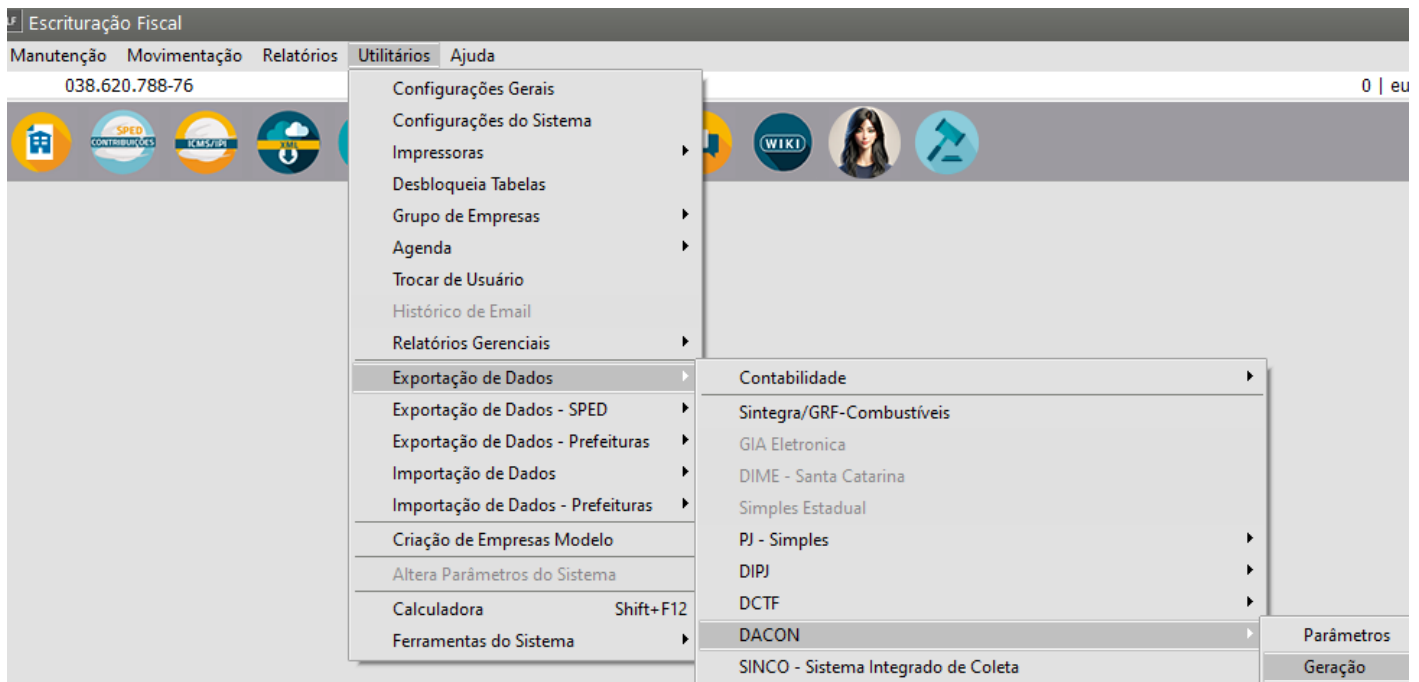 LF Escrituração Fiscal
Manutenção Movimentação Relatórios Utilitários Ajuda
038.620.788-76 0 | eu
SPED CONTRIBUIÇÕES ICMS/IPI XML WIKI
Configurações Gerais
Configurações do Sistema
Impressoras
Desbloqueia Tabelas
Grupo de Empresas
Agenda
Trocar de Usuário
Histórico de Email
Relatórios Gerenciais
Exportação de Dados
Exportação de Dados - SPED
Exportação de Dados - Prefeituras
Importação de Dados
Importação de Dados - Prefeituras
Criação de Empresas Modelo
Altera Parâmetros do Sistema
Calculadora Shift+F12
Ferramentas do Sistema
Contabilidade
Sintegra/GRF-Combustíveis
GIA Eletronica
DIME - Santa Catarina
Simples Estadual
PJ - Simples
DIPJ
DCTF
DACON
SINCO - Sistema Integrado de Coleta
Parâmetros
Geração